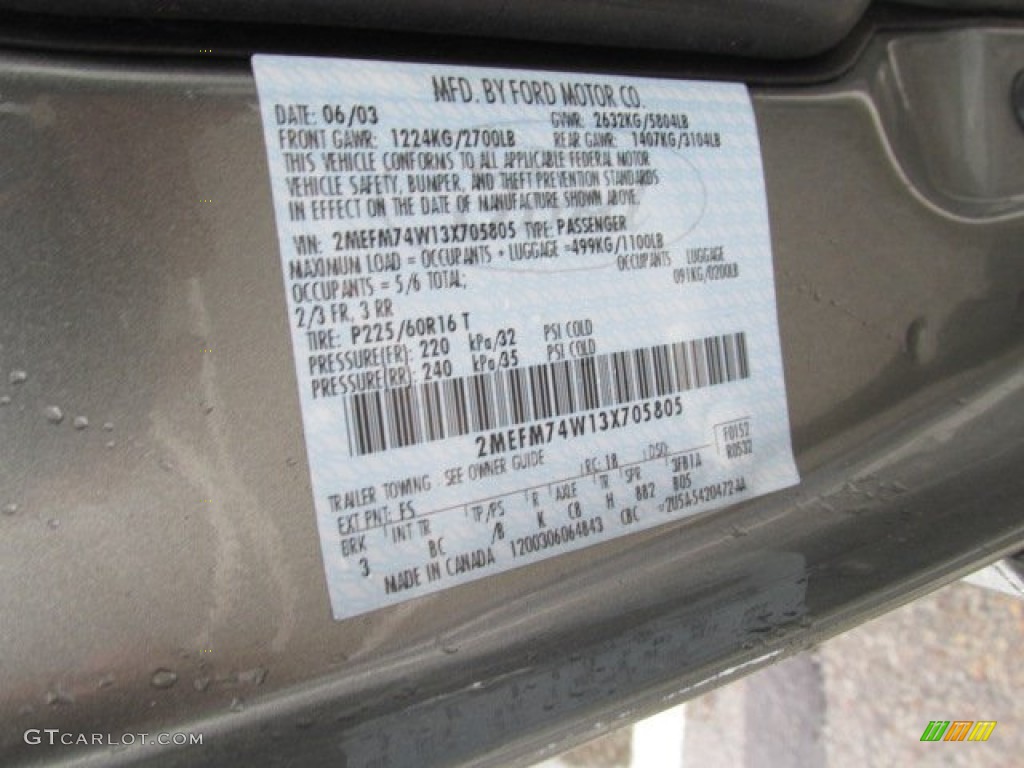 MFD. BY FORD MOTOR CO.
DATE: 06/03 GVWR: 2632KG/5804LB
FRONT GAWR: 1224KG/2700LB REAR GAWR: 1407KG/3104LB
THIS VEHICLE CONFORMS TO ALL APPLICABLE FEDERAL MOTOR
VEHICLE SAFETY, BUMPER, AND THEFT PREVENTION STANDARDS
IN EFFECT ON THE DATE OF MANUFACTURE SHOWN ABOVE.
VIN: 2MEFM74W13X705805 TYPE: PASSENGER
MAXIMUM LOAD = OCCUPANTS + LUGGAGE =499KG/1100LB
OCCUPANTS = 5/6 TOTAL; OCCUPANTS LUGGAGE
2/3 FR, 3 RR 091KG/0200LB
TIRE: P225/60R16 T
PRESSURE(FR): 220 kPa/32 PSI COLD
PRESSURE(RR): 240 kPa/35 PSI COLD
2MEFM74W13X705805
TRAILER TOWING - SEE OWNER GUIDE F0152
EXT PNT: FS RC: 18 DSO: R0532
BRK INT TR TP/PS R AXLE TR SPR SFB1A
3 BC /B K CB H 882 B05
MADE IN CANADA 1200306064843 CBC =2U5A-5420472-AA
GTCARLOT.COM